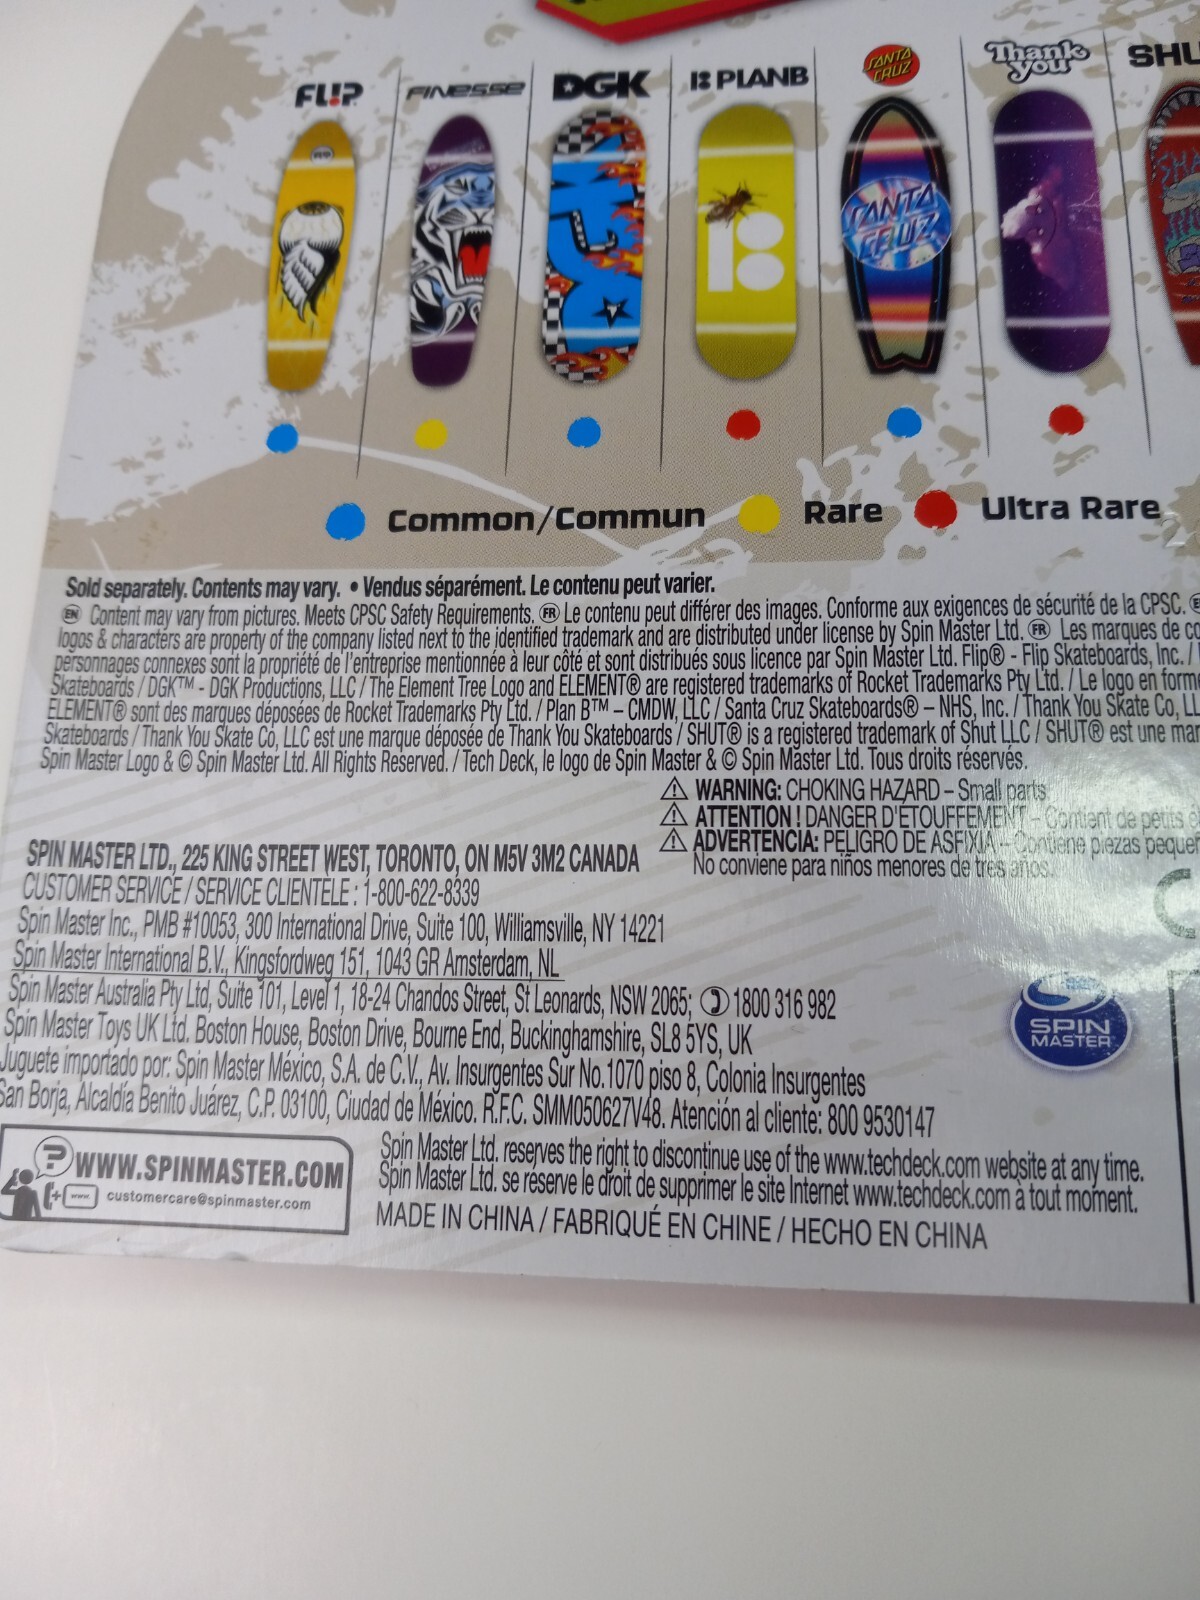 FL!P
FINESSE
DGK
PLANB
SANTA CRUZ
Thank you
SHU
SANTA CRUZ
Common/Commun
Rare
Ultra Rare
Sold separately. Contents may vary. • Vendus séparément. Le contenu peut varier.
EN Content may vary from pictures. Meets CPSC Safety Requirements. FR Le contenu peut différer des images. Conforme aux exigences de sécurité de la CPSC.
logos & characters are property of the company listed next to the identified trademark and are distributed under license by Spin Master Ltd. FR Les marques de co
personnages connexes sont la propriété de l'entreprise mentionnée à leur côté et sont distribués sous licence par Spin Master Ltd. Flip® - Flip Skateboards, Inc. /
Skateboards / DGK™ - DGK Productions, LLC / The Element Tree Logo and ELEMENT® are registered trademarks of Rocket Trademarks Pty Ltd. / Le logo en form
ELEMENT® sont des marques déposées de Rocket Trademarks Pty Ltd. / Plan B™ – CMDW, LLC / Santa Cruz Skateboards® – NHS, Inc. / Thank You Skate Co, LL
Skateboards / Thank You Skate Co, LLC est une marque déposée de Thank You Skateboards / SHUT® is a registered trademark of Shut LLC / SHUT® est une mar
Spin Master Logo & © Spin Master Ltd. All Rights Reserved. / Tech Deck, le logo de Spin Master & © Spin Master Ltd. Tous droits réservés.
WARNING: CHOKING HAZARD – Small parts.
ATTENTION ! DANGER D'ÉTOUFFEMENT – Contient de petits
ADVERTENCIA: PELIGRO DE ASFIXIA – Contiene piezas pequeñ
No conviene para niños menores de tres años.
SPIN MASTER LTD., 225 KING STREET WEST, TORONTO, ON M5V 3M2 CANADA
CUSTOMER SERVICE / SERVICE CLIENTÈLE : 1-800-622-8339
Spin Master Inc., PMB #10053, 300 International Drive, Suite 100, Williamsville, NY 14221
Spin Master International B.V., Kingsfordweg 151, 1043 GR Amsterdam, NL
Spin Master Australia Pty Ltd, Suite 101, Level 1, 18-24 Chandos Street, St Leonards, NSW 2065; 1800 316 982
Spin Master Toys UK Ltd. Boston House, Boston Drive, Bourne End, Buckinghamshire, SL8 5YS, UK
Juguete importado por: Spin Master México, S.A. de C.V., Av. Insurgentes Sur No.1070 piso 8, Colonia Insurgentes
San Borja, Alcaldía Benito Juárez, C.P. 03100, Ciudad de México. R.F.C. SMM050627V48. Atención al cliente: 800 9530147
SPIN MASTER™
WWW.SPINMASTER.COM
www.
customercare@spinmaster.com
Spin Master Ltd. reserves the right to discontinue use of the www.techdeck.com website at any time.
Spin Master Ltd. se réserve le droit de supprimer le site Internet www.techdeck.com à tout moment.
MADE IN CHINA / FABRIQUÉ EN CHINE / HECHO EN CHINA